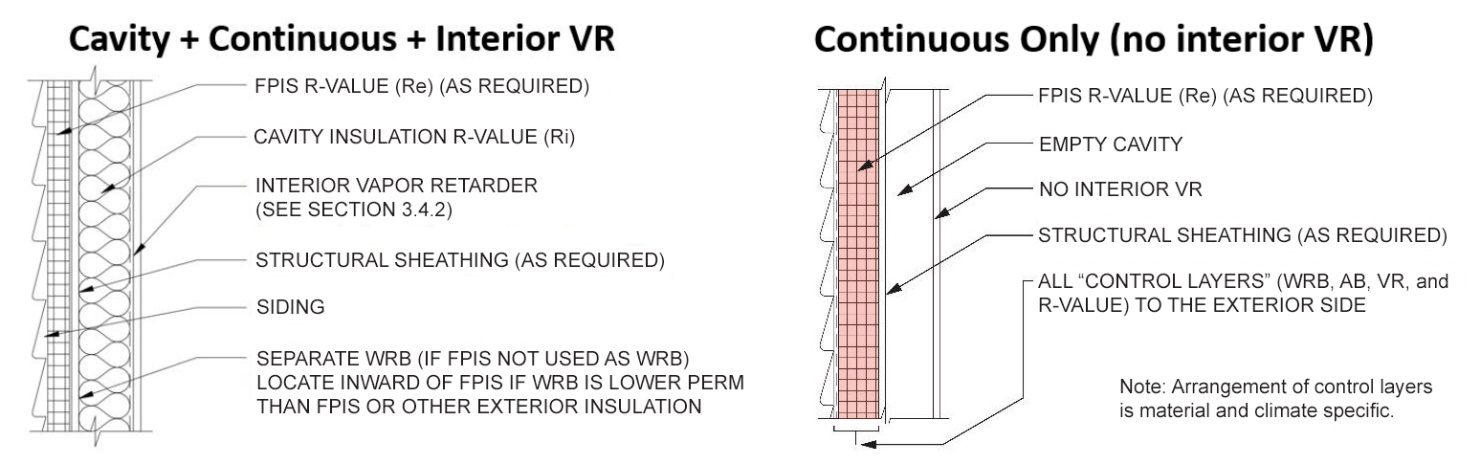 Cavity + Continuous + Interior VR
FPIS R-VALUE (Re) (AS REQUIRED)
CAVITY INSULATION R-VALUE (Ri)
INTERIOR VAPOR RETARDER
(SEE SECTION 3.4.2)
STRUCTURAL SHEATHING (AS REQUIRED)
SIDING
SEPARATE WRB (IF FPIS NOT USED AS WRB)
LOCATE INWARD OF FPIS IF WRB IS LOWER PERM
THAN FPIS OR OTHER EXTERIOR INSULATION
Continuous Only (no interior VR)
FPIS R-VALUE (Re) (AS REQUIRED)
EMPTY CAVITY
NO INTERIOR VR
STRUCTURAL SHEATHING (AS REQUIRED)
ALL “CONTROL LAYERS” (WRB, AB, VR, and
R-VALUE) TO THE EXTERIOR SIDE
Note: Arrangement of control layers
is material and climate specific.